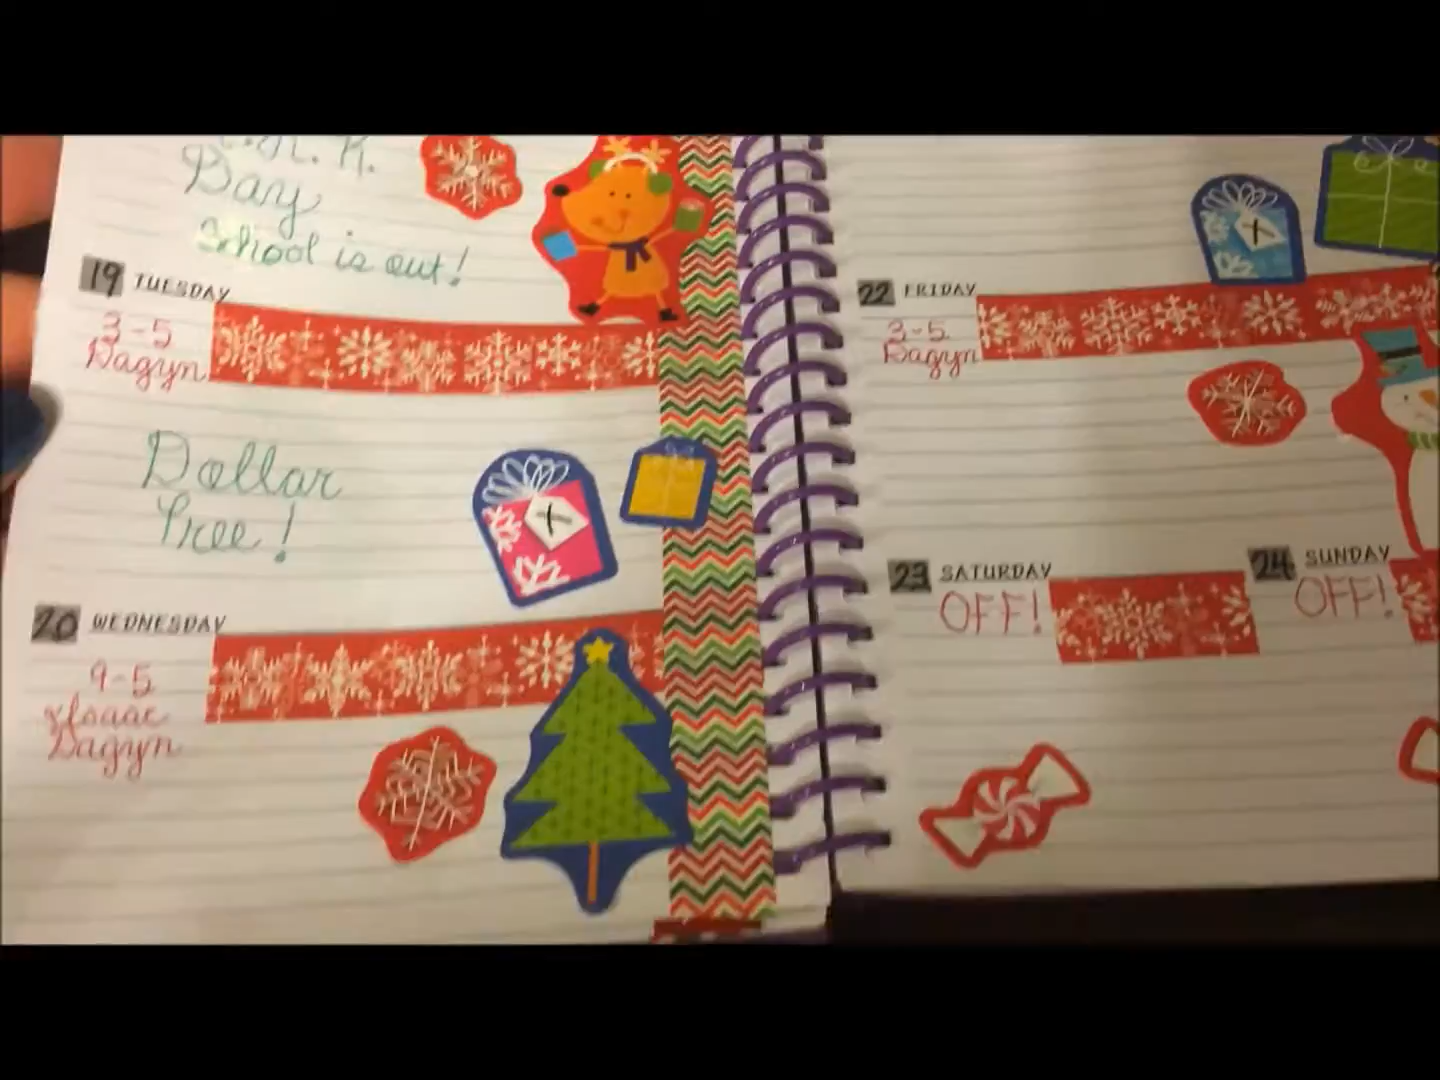 Day
School is out!
19 TUESDAY
3-5
Dagyn
Dollar
Tree!
20 WEDNESDAY
9-5
Isaac
Dagyn
22 FRIDAY
3-5
Dagyn
23 SATURDAY
OFF!
24 SUNDAY
OFF!